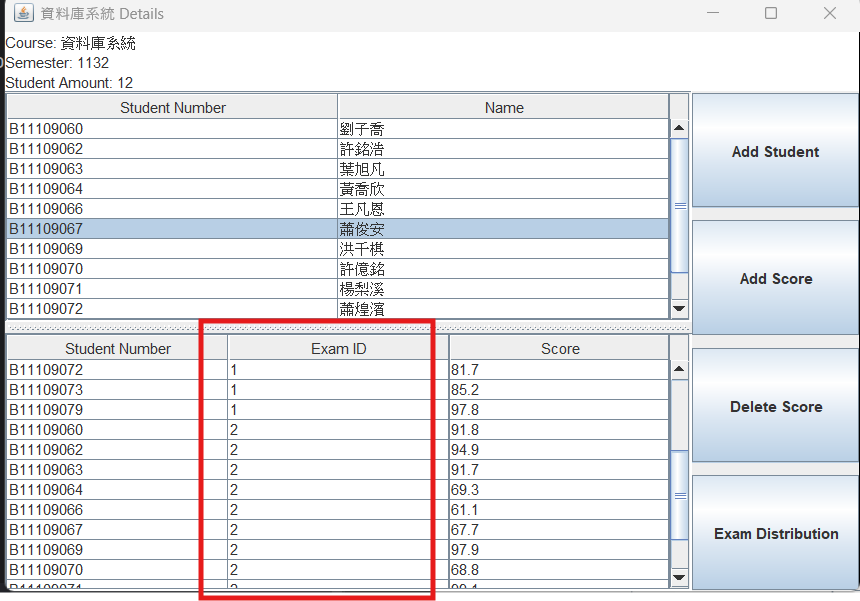 資料庫系統 Details
Course: 資料庫系統
Semester: 1132
Student Amount: 12
Student Number Name
B11109060 劉子喬
B11109062 許銘浩
B11109063 葉旭凡
B11109064 黃喬欣
B11109066 王凡恩
B11109067 蕭俊安
B11109069 洪千棋
B11109070 許億銘
B11109071 楊梨溪
B11109072 蕭煌濱
Student Number Exam ID Score
B11109072 1 81.7
B11109073 1 85.2
B11109079 1 97.8
B11109060 2 91.8
B11109062 2 94.9
B11109063 2 91.7
B11109064 2 69.3
B11109066 2 61.1
B11109067 2 67.7
B11109069 2 97.9
B11109070 2 68.8
Add Student
Add Score
Delete Score
Exam Distribution